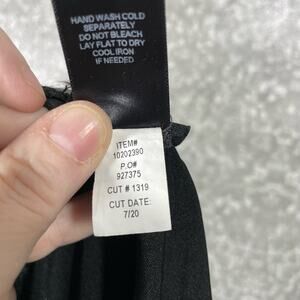 HAND WASH COLD
SEPARATELY
DO NOT BLEACH
LAY FLAT TO DRY
COOL IRON
IF NEEDED
ITEM#
10202390
P.O#
927375
CUT # 1319
CUT DATE:
7/20